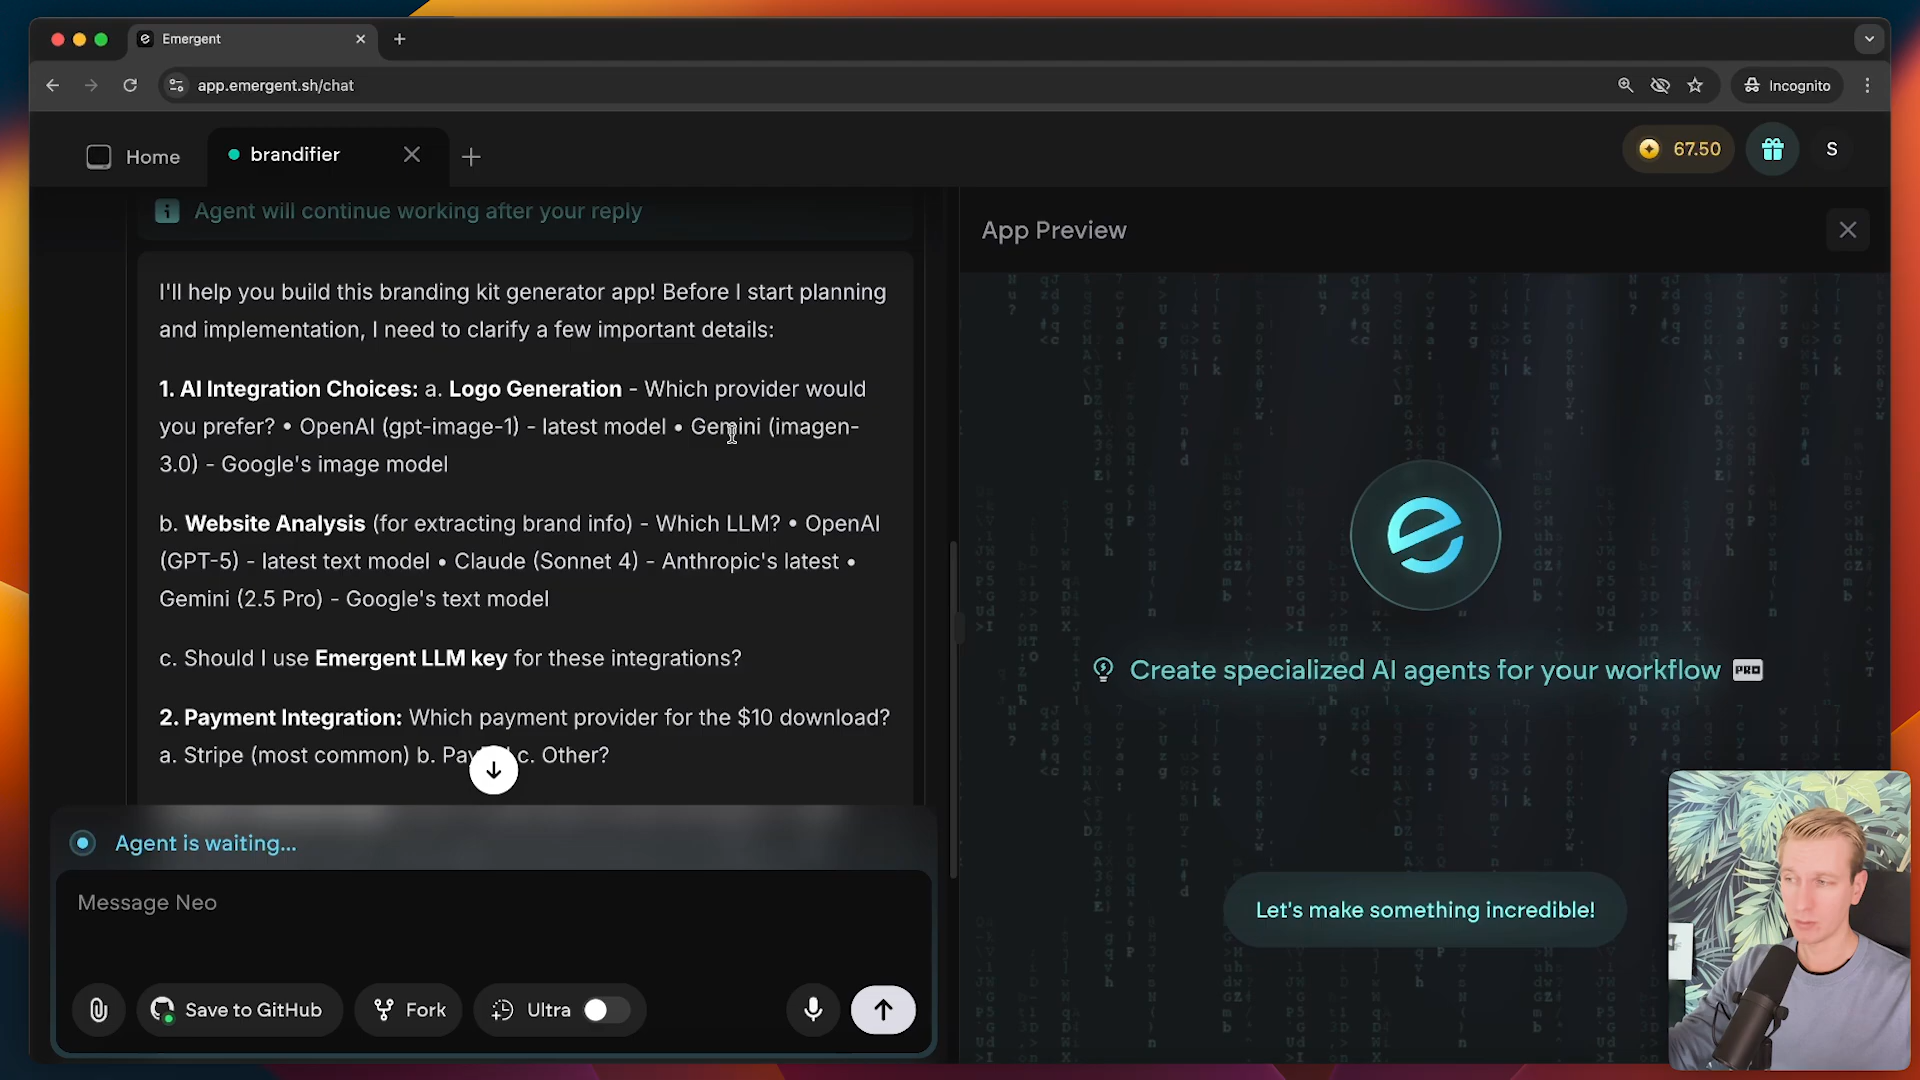 Emergent
app.emergent.sh/chat
Incognito
Home
brandifier
67.50
S
Agent will continue working after your reply
I'll help you build this branding kit generator app! Before I start planning
and implementation, I need to clarify a few important details:
1. AI Integration Choices: a. Logo Generation - Which provider would
you prefer? • OpenAI (gpt-image-1) - latest model • Gemini (imagen-
3.0) - Google's image model
b. Website Analysis (for extracting brand info) - Which LLM? • OpenAI
(GPT-5) - latest text model • Claude (Sonnet 4) - Anthropic's latest •
Gemini (2.5 Pro) - Google's text model
c. Should I use Emergent LLM key for these integrations?
2. Payment Integration: Which payment provider for the $10 download?
a. Stripe (most common) b. c. Other?
Agent is waiting...
Message Neo
Save to GitHub
Fork
Ultra
App Preview
Create specialized AI agents for your workflow PRO
Let's make something incredible!